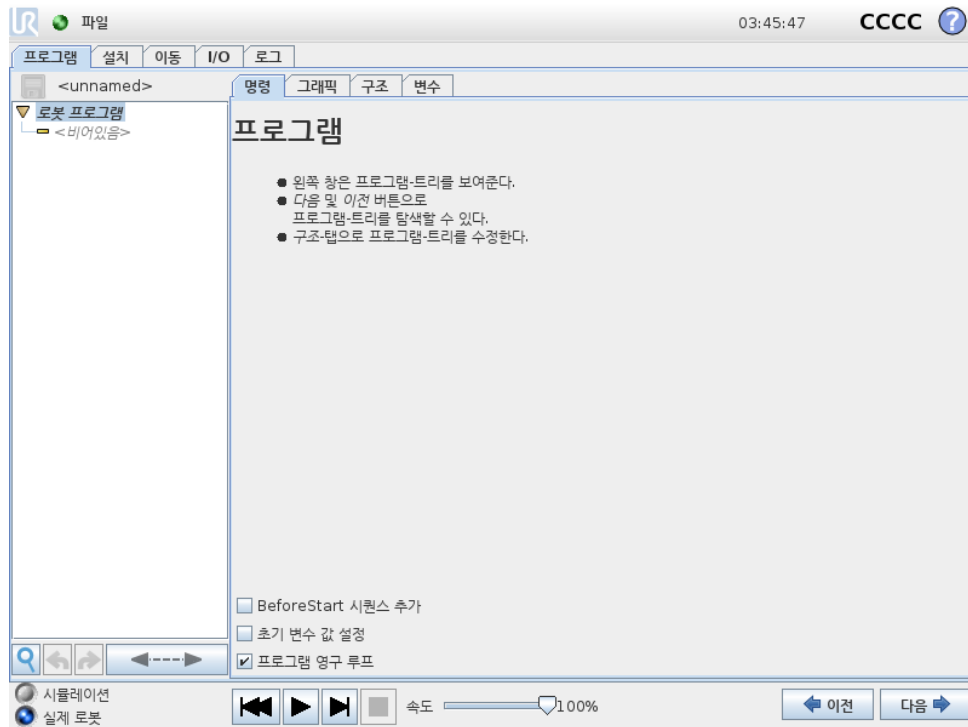 UR 파일 03:45:47 CCCC ?
프로그램 설치 이동 I/O 로그
<unnamed> 명령 그래픽 구조 변수
로봇 프로그램
<비어있음>
프로그램
왼쪽 창은 프로그램-트리를 보여준다.
다음 및 이전 버튼으로
프로그램-트리를 탐색할 수 있다.
구조-탭으로 프로그램-트리를 수정한다.
BeforeStart 시퀀스 추가
초기 변수 값 설정
프로그램 영구 루프
시뮬레이션
실제 로봇
속도 100% 이전 다음